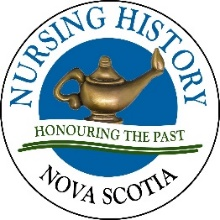 NURSING HISTORY
HONOURING THE PAST
NOVA SCOTIA